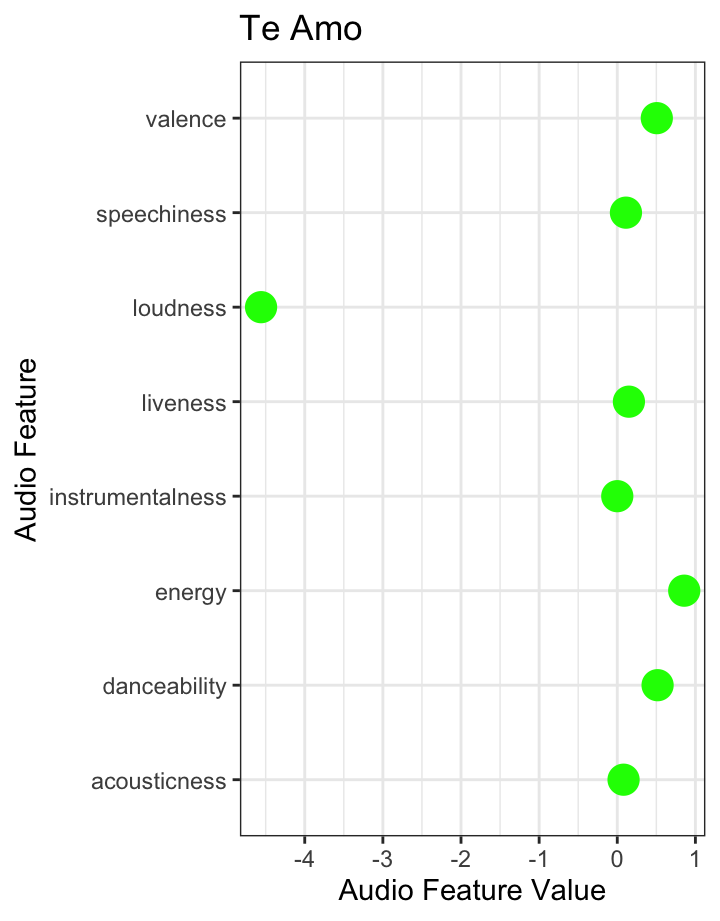 Te Amo
valence
speechiness
loudness
liveness
instrumentalness
energy
danceability
acousticness
Audio Feature
-4 -3 -2 -1 0 1
Audio Feature Value